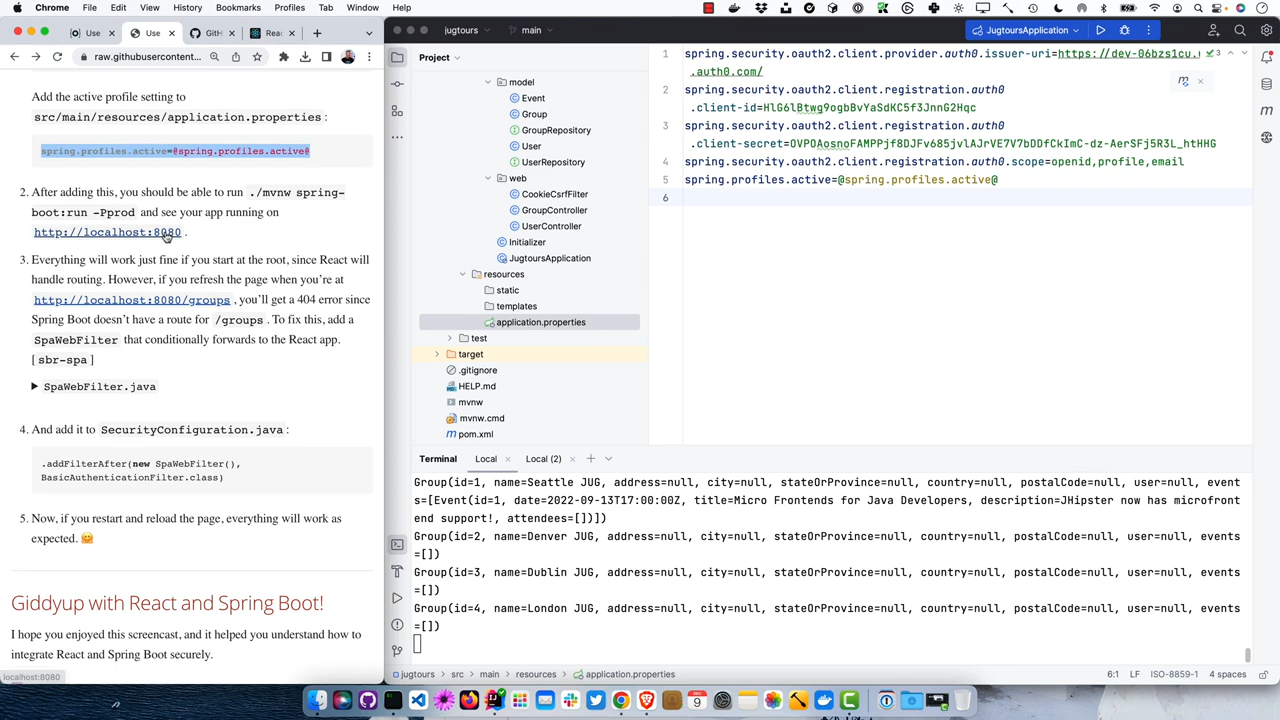 Chrome File Edit View History Bookmarks Profiles Tab Window Help
Use
Use
GitH
Reac
jugtours
main
JugtoursApplication
raw.githubusercontent...
Project
Add the active profile setting to
src/main/resources/application.properties :
spring.profiles.active=@spring.profiles.active@
2. After adding this, you should be able to run ./mvnw spring-
boot:run -Pprod and see your app running on
http://localhost:8080 .
3. Everything will work just fine if you start at the root, since React will
handle routing. However, if you refresh the page when you’re at
http://localhost:8080/groups , you’ll get a 404 error since
Spring Boot doesn’t have a route for /groups . To fix this, add a
SpaWebFilter that conditionally forwards to the React app.
[sbr-spa]
SpaWebFilter.java
4. And add it to SecurityConfiguration.java :
.addFilterAfter(new SpaWebFilter(),
BasicAuthenticationFilter.class)
5. Now, if you restart and reload the page, everything will work as
expected. 🤗
Giddyup with React and Spring Boot!
I hope you enjoyed this screencast, and it helped you understand how to
integrate React and Spring Boot securely.
localhost:8080
model
Event
Group
GroupRepository
User
UserRepository
web
CookieCsrfFilter
GroupController
UserController
Initializer
JugtoursApplication
resources
static
templates
application.properties
test
target
.gitignore
HELP.md
mvnw
mvnw.cmd
pom.xml
1 spring.security.oauth2.client.provider.auth0.issuer-uri=https://dev-06bzs1cu.
.auth0.com/
3
2 spring.security.oauth2.client.registration.auth0
.client-id=HlG6lBtwg9ogbBvYaSdKC5f3JnnG2Hqc
3 spring.security.oauth2.client.registration.auth0
.client-secret=OVPOAosnoFAMPPjf8DJFv685jvlAJrVE7V7bDDfCkImC-dz-AerSFj5R3L_htHHG
4 spring.security.oauth2.client.registration.auth0.scope=openid,profile,email
5 spring.profiles.active=@spring.profiles.active@
6
Terminal Local Local (2)
Group(id=1, name=Seattle JUG, address=null, city=null, stateOrProvince=null, country=null, postalCode=null, user=null, event
s=[Event(id=1, date=2022-09-13T17:00:00Z, title=Micro Frontends for Java Developers, description=JHipster now has microfront
end support!, attendees=[])])
Group(id=2, name=Denver JUG, address=null, city=null, stateOrProvince=null, country=null, postalCode=null, user=null, events
=[])
Group(id=3, name=Dublin JUG, address=null, city=null, stateOrProvince=null, country=null, postalCode=null, user=null, events
=[])
Group(id=4, name=London JUG, address=null, city=null, stateOrProvince=null, country=null, postalCode=null, user=null, events
=[])
jugtours src main resources application.properties
6:1 LF ISO-8859-1 4 spaces